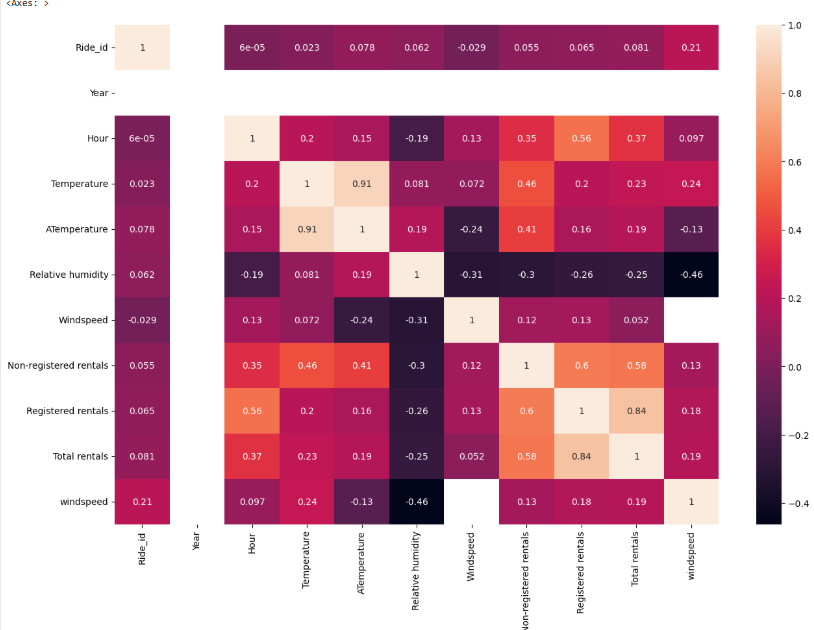 <Axes: >
Ride_id 1 6e-05 0.023 0.078 0.062 -0.029 0.055 0.065 0.081 0.21 1.0
Year
0.8
Hour 6e-05 1 0.2 0.15 -0.19 0.13 0.35 0.56 0.37 0.097
0.6
Temperature 0.023 0.2 1 0.91 0.081 0.072 0.46 0.2 0.23 0.24
ATemperature 0.078 0.15 0.91 1 0.19 -0.24 0.41 0.16 0.19 -0.13
0.4
Relative humidity 0.062 -0.19 0.081 0.19 1 -0.31 -0.3 -0.26 -0.25 -0.46
0.2
Windspeed -0.029 0.13 0.072 -0.24 -0.31 1 0.12 0.13 0.052
Non-registered rentals 0.055 0.35 0.46 0.41 -0.3 0.12 1 0.6 0.58 0.13
0.0
Registered rentals 0.065 0.56 0.2 0.16 -0.26 0.13 0.6 1 0.84 0.18
-0.2
Total rentals 0.081 0.37 0.23 0.19 -0.25 0.052 0.58 0.84 1 0.19
windspeed 0.21 0.097 0.24 -0.13 -0.46 0.13 0.18 0.19 1
-0.4
Ride_id
Year
Hour
Temperature
ATemperature
Relative humidity
Windspeed
Non-registered rentals
Registered rentals
Total rentals
windspeed